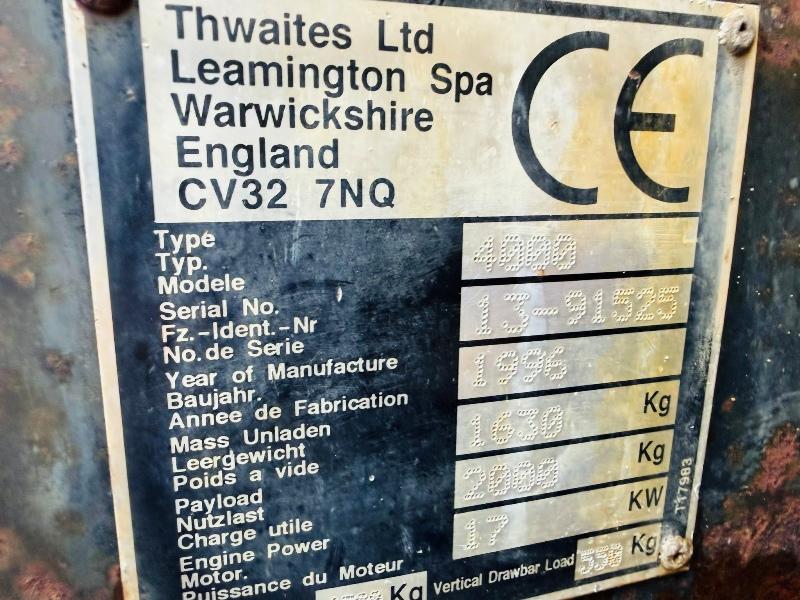 Thwaites Ltd
Leamington Spa
Warwickshire
England
CV32 7NQ
CE
Type
Typ.
Modele
4000
Serial No.
Fz.-Ident.-Nr
No.de Serie
13-91525
Year of Manufacture
Baujahr.
Annee de Fabrication
1996
Mass Unladen
Leergewicht
Poids a vide
1630 Kg
Payload
Nutzlast
Charge utile
2000 Kg
Engine Power
Motor.
Puissance du Moteur
17 KW
Kg Vertical Drawbar Load 550 Kg
T17983